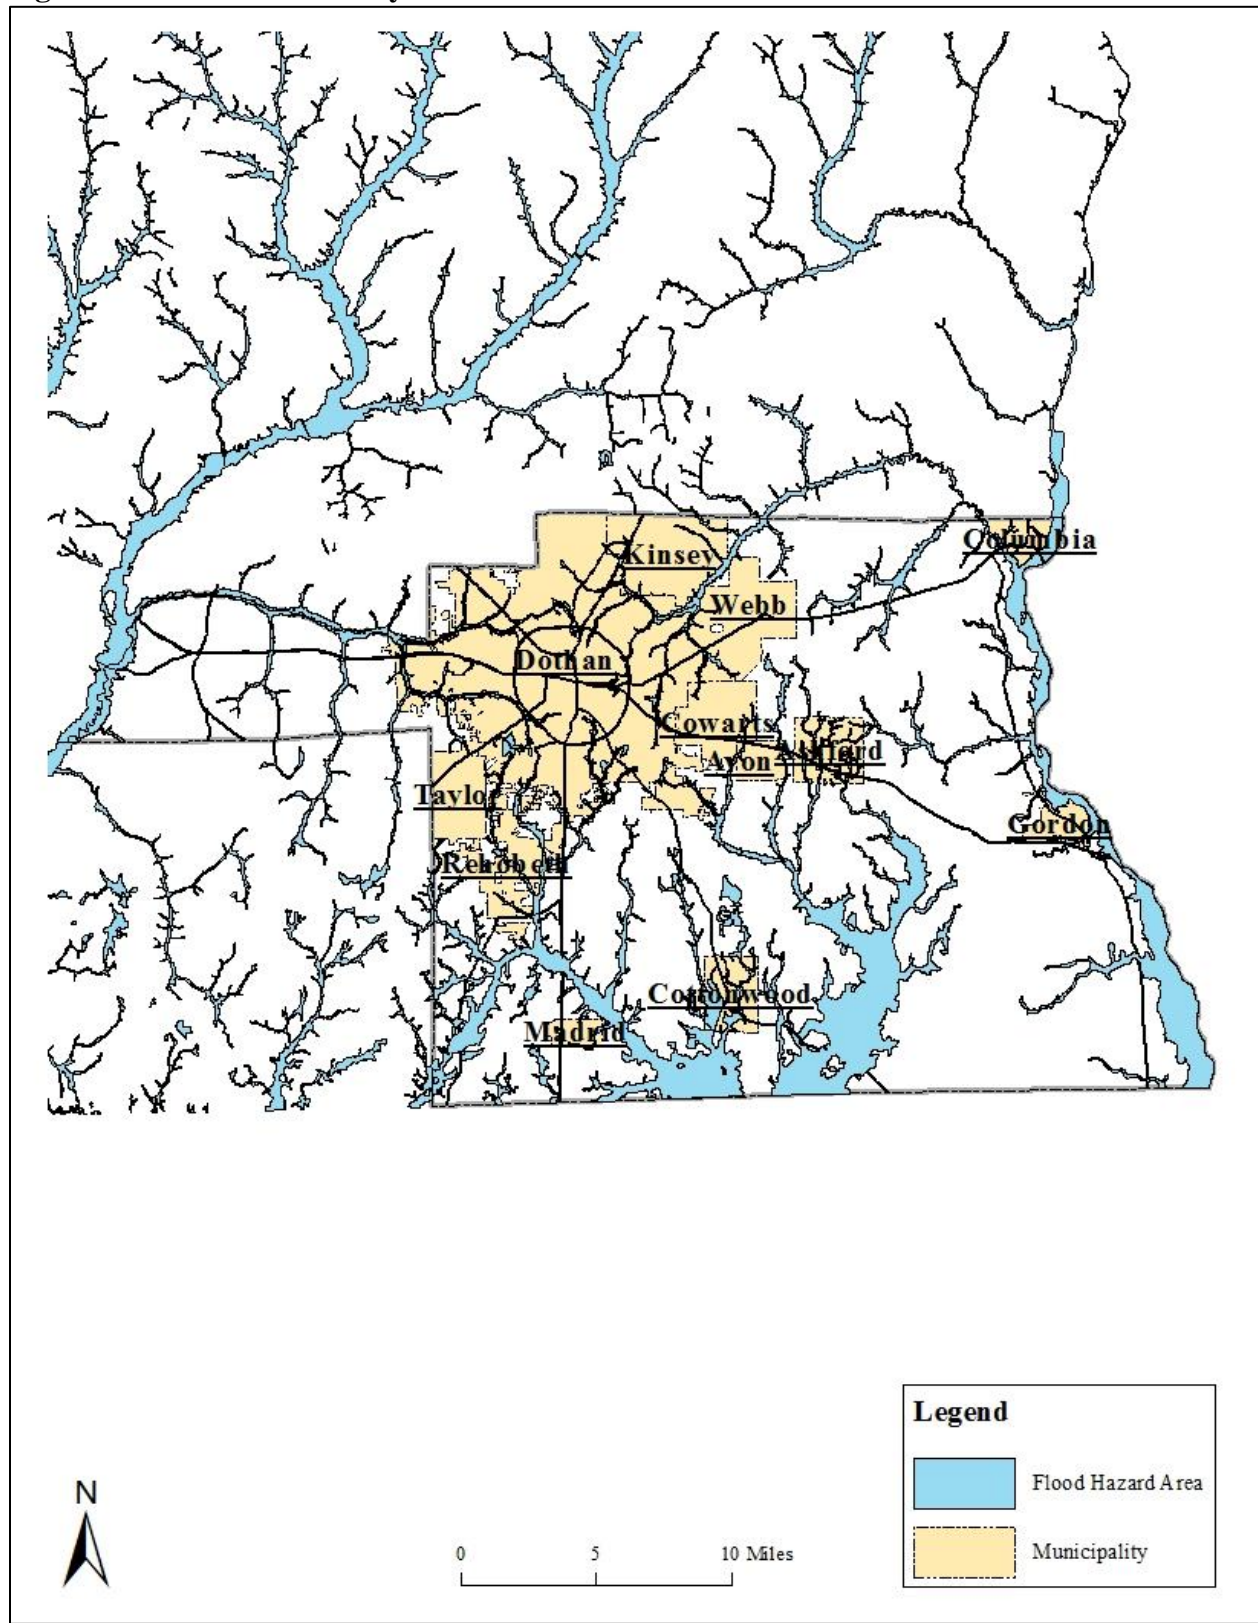 Columbia
Kinsey
Webb
Dothan
Cowarts
Avon
Ashford
Taylo
Gordon
Rehobeth
Cottonwood
Madrid
Legend
Flood Hazard Area
Municipality
N
0 5 10 Miles